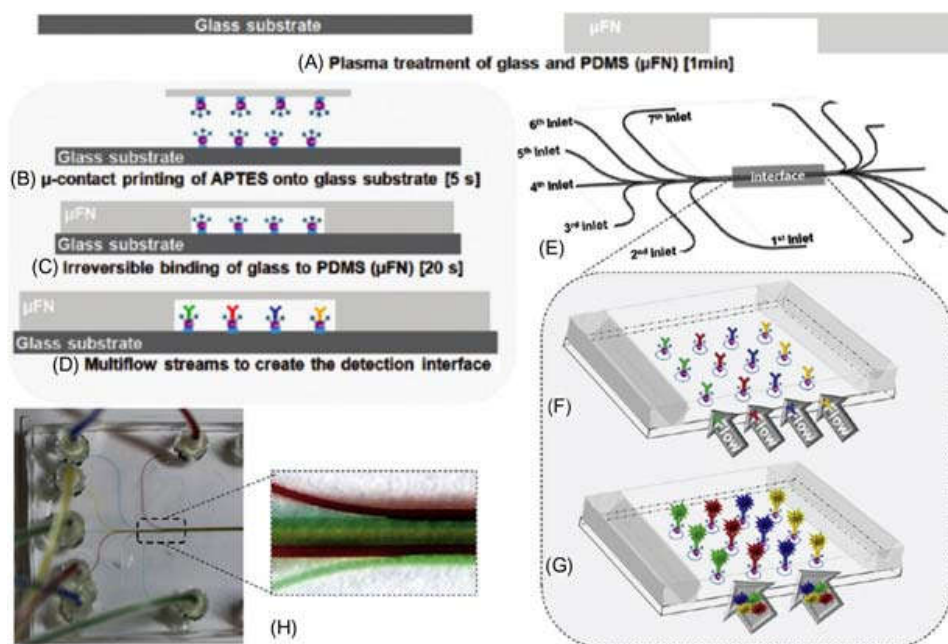 Glass substrate
μFN
(A) Plasma treatment of glass and PDMS (μFN) [1min]
Glass substrate
(B) μ-contact printing of APTES onto glass substrate [5 s]
μFN
Glass substrate
(C) Irreversible binding of glass to PDMS (μFN) [20 s]
μFN
Glass substrate
(D) Multiflow streams to create the detection interface
6th Inlet
7th Inlet
5th Inlet
4th Inlet
Interface
3rd Inlet
2nd Inlet
1st Inlet
(E)
(F)
Flow Flow Flow Flow
(G)
(H)